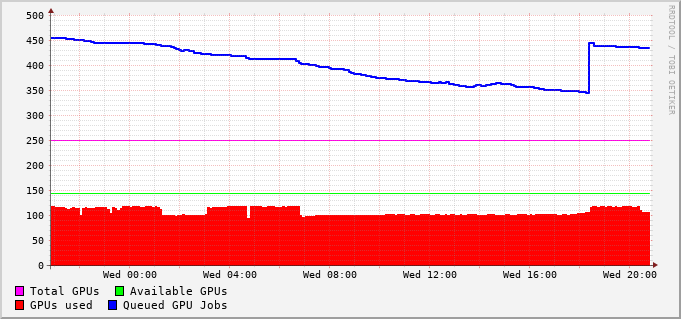 500
450
400
350
300
250
200
150
100
50
0
Wed 00:00 Wed 04:00 Wed 08:00 Wed 12:00 Wed 16:00 Wed 20:00
Total GPUs Available GPUs
GPUs used Queued GPU Jobs
RRDTOOL / TOBI OETIKER